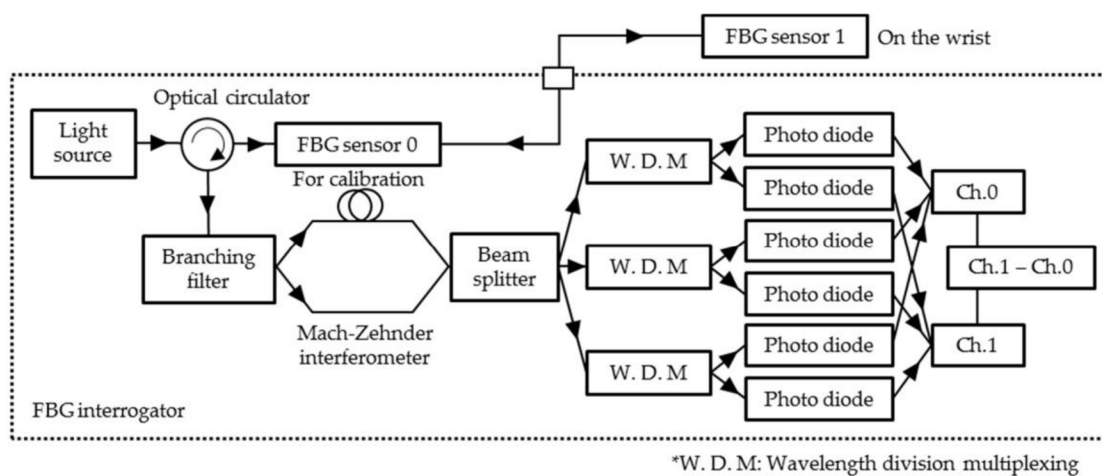 FBG sensor 1
On the wrist
Optical circulator
Light
source
FBG sensor 0
For calibration
Branching
filter
Mach-Zehnder
interferometer
Beam
splitter
W. D. M
W. D. M
W. D. M
Photo diode
Photo diode
Photo diode
Photo diode
Photo diode
Photo diode
Ch.0
Ch.1 – Ch.0
Ch.1
FBG interrogator
*W. D. M: Wavelength division multiplexing